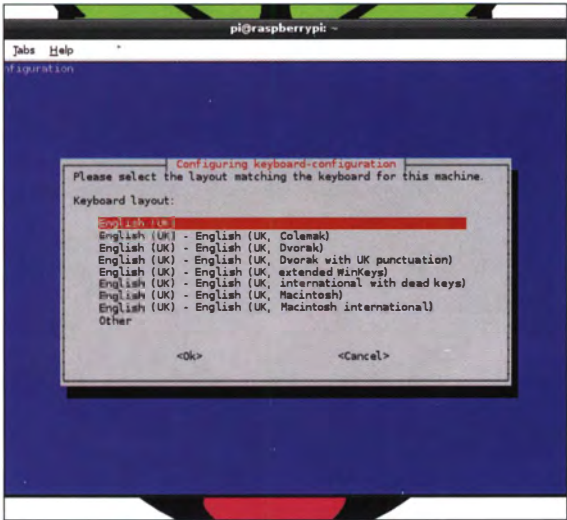 pi@raspberrypi: ~
Tabs Help
nfiguration
Configuring keyboard-configuration
Please select the layout matching the keyboard for this machine.
Keyboard layout:
English (UK)
English (UK) - English (UK, Colemak)
English (UK) - English (UK, Dvorak)
English (UK) - English (UK, Dvorak with UK punctuation)
English (UK) - English (UK, extended WinKeys)
English (UK) - English (UK, international with dead keys)
English (UK) - English (UK, Macintosh)
English (UK) - English (UK, Macintosh international)
Other
<Ok> <Cancel>